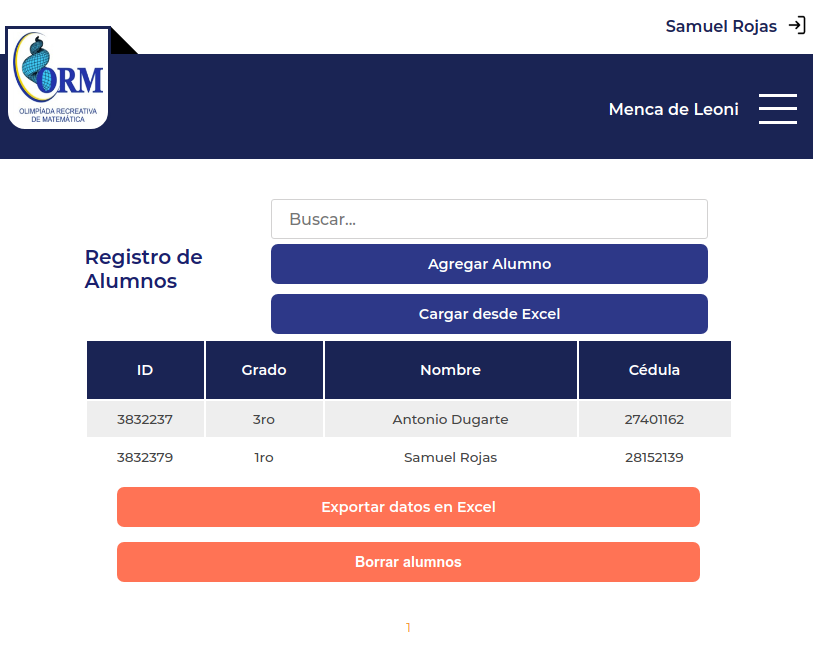 Samuel Rojas
ORM
OLIMPÍADA RECREATIVA
DE MATEMÁTICA
Menca de Leoni
Buscar...
Registro de
Alumnos
Agregar Alumno
Cargar desde Excel
ID Grado Nombre Cédula
3832237 3ro Antonio Dugarte 27401162
3832379 1ro Samuel Rojas 28152139
Exportar datos en Excel
Borrar alumnos
1